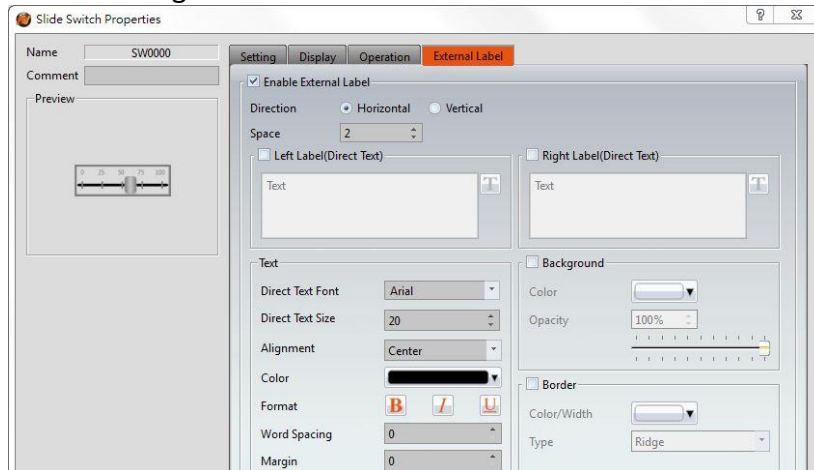 Slide Switch Properties
Name SW0000
Comment
Preview
0 25 50 75 100
Setting Display Operation External Label
Enable External Label
Direction Horizontal Vertical
Space 2
Left Label(Direct Text) Right Label(Direct Text)
Text T Text T
Text Background
Direct Text Font Arial Color
Direct Text Size 20 Opacity 100%
Alignment Center
Color Border
Format B I U Color/Width
Word Spacing 0 Type Ridge
Margin 0